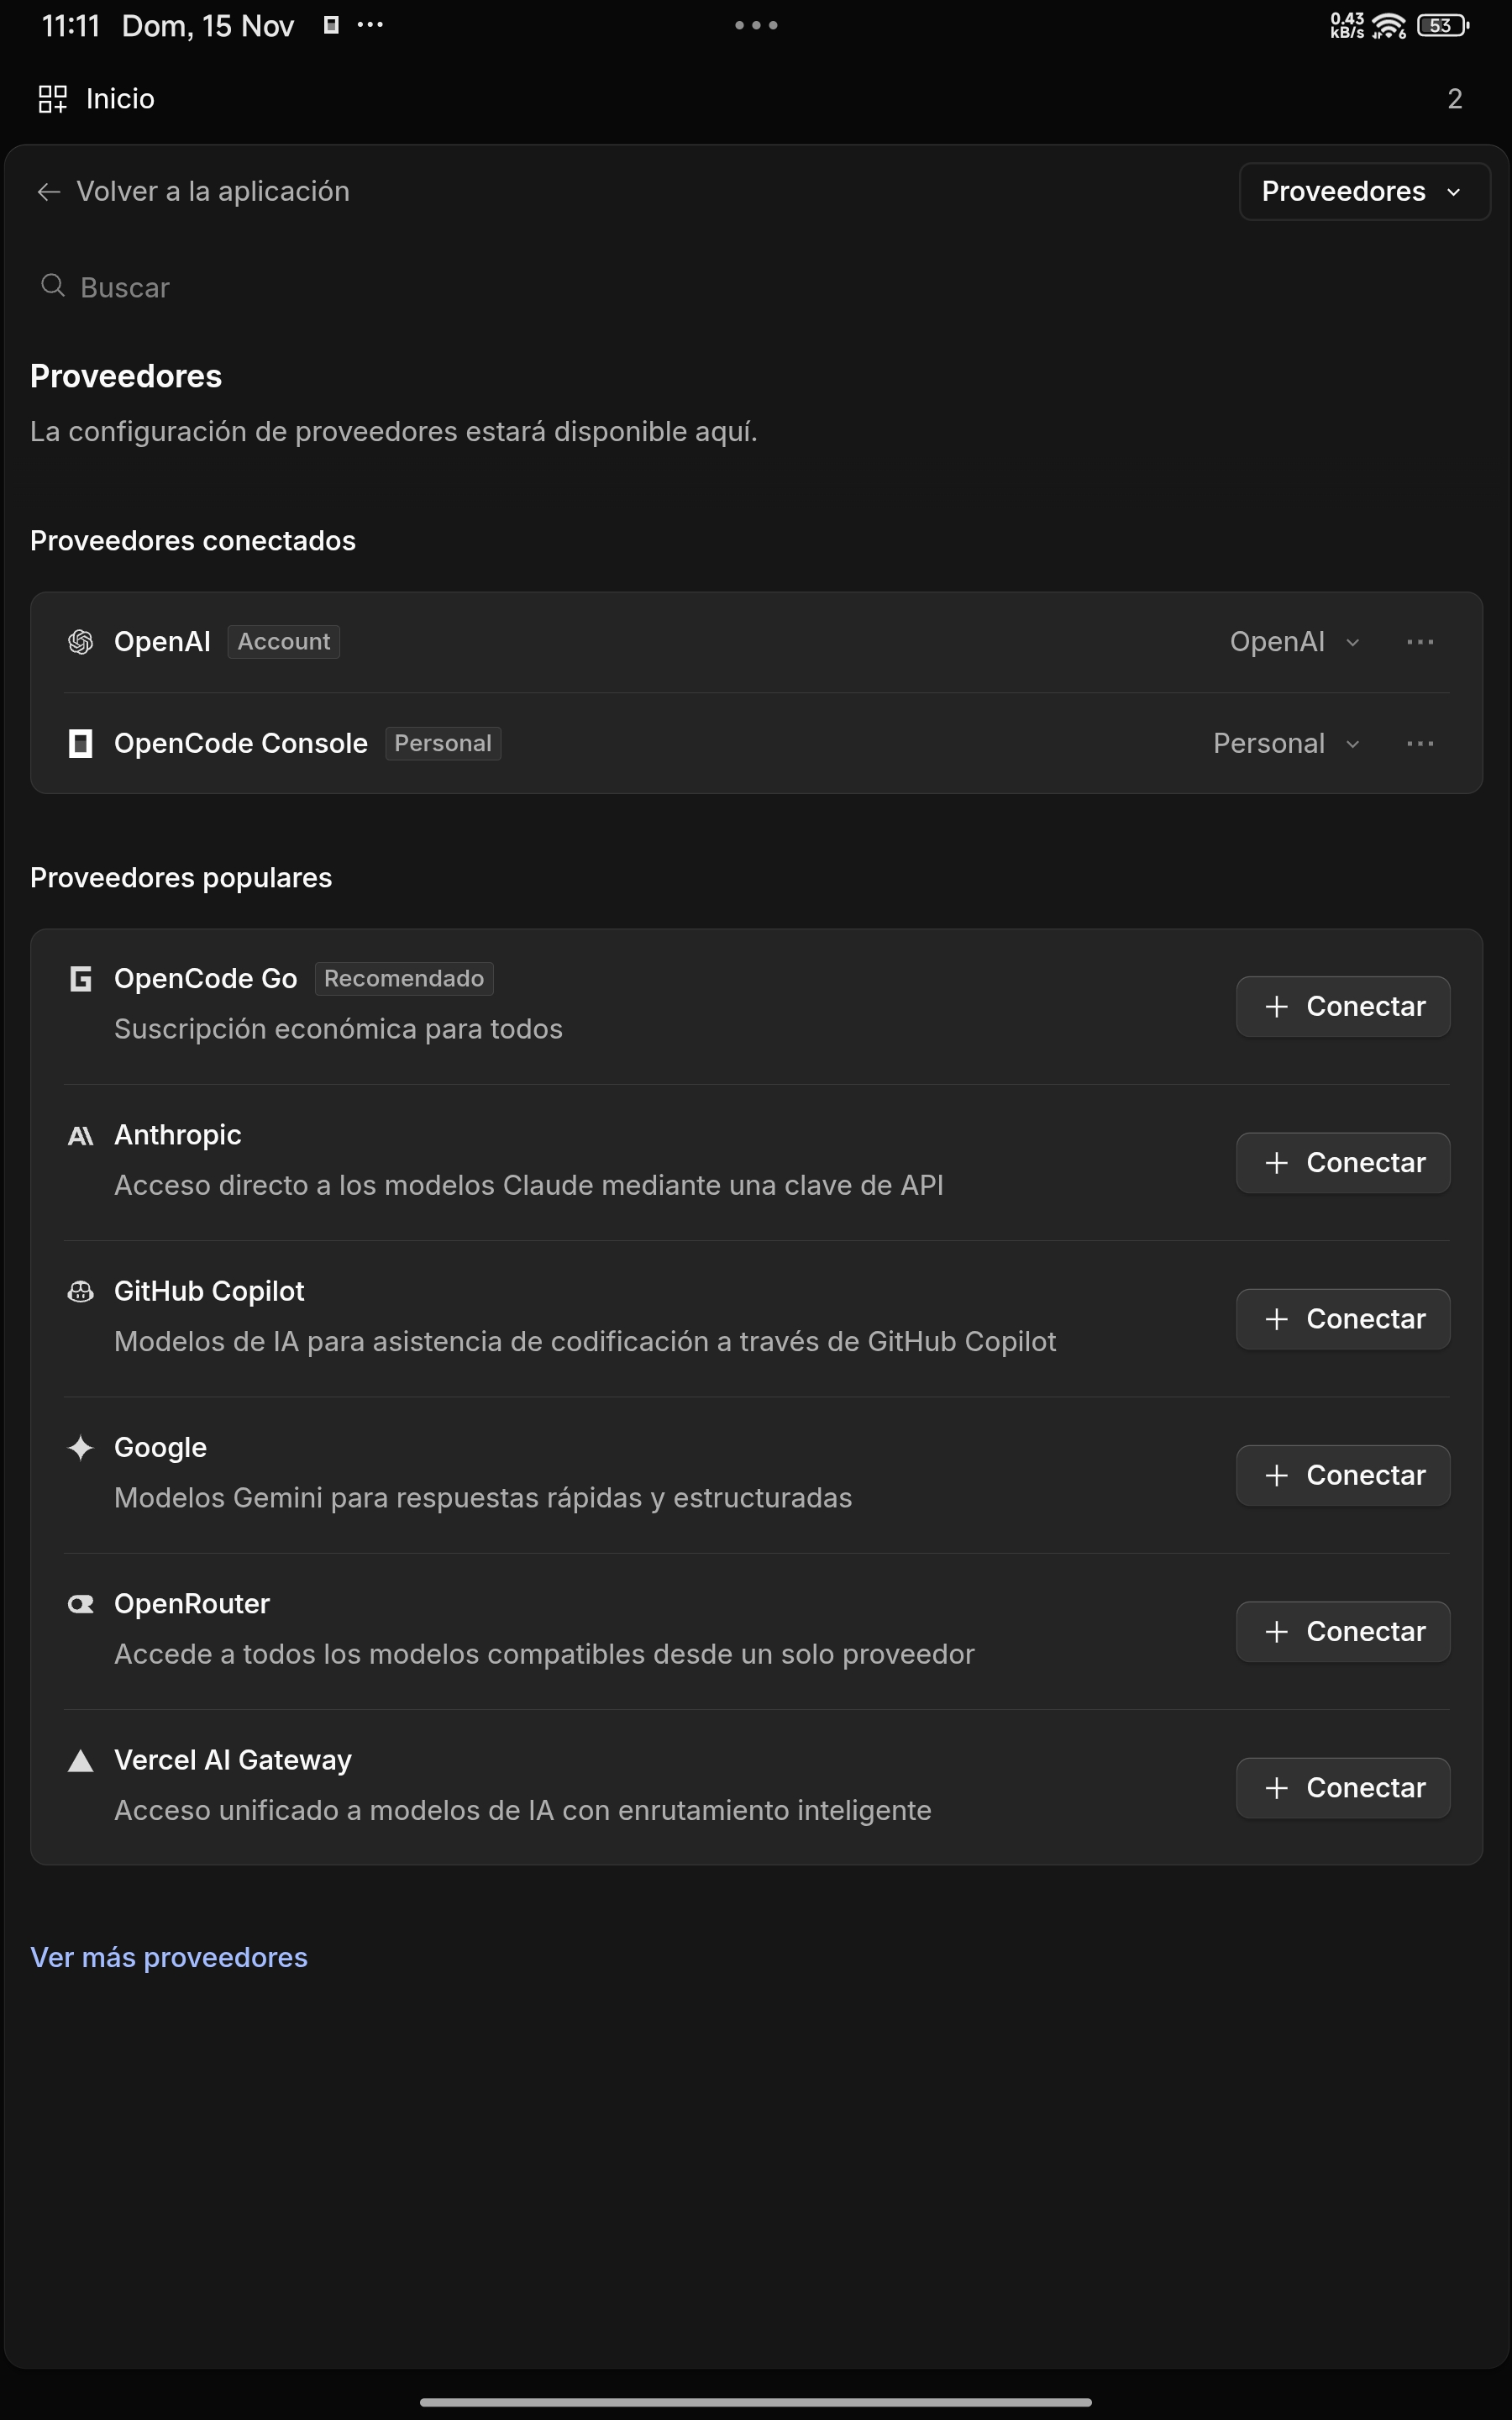 11:11 Dom, 15 Nov
0.43 kB/s 6 53
Inicio
2
Volver a la aplicación
Proveedores
Buscar
Proveedores
La configuración de proveedores estará disponible aquí.
Proveedores conectados
OpenAI Account OpenAI
OpenCode Console Personal Personal
Proveedores populares
OpenCode Go Recomendado
Suscripción económica para todos
Conectar
Anthropic
Acceso directo a los modelos Claude mediante una clave de API
Conectar
GitHub Copilot
Modelos de IA para asistencia de codificación a través de GitHub Copilot
Conectar
Google
Modelos Gemini para respuestas rápidas y estructuradas
Conectar
OpenRouter
Accede a todos los modelos compatibles desde un solo proveedor
Conectar
Vercel AI Gateway
Acceso unificado a modelos de IA con enrutamiento inteligente
Conectar
Ver más proveedores